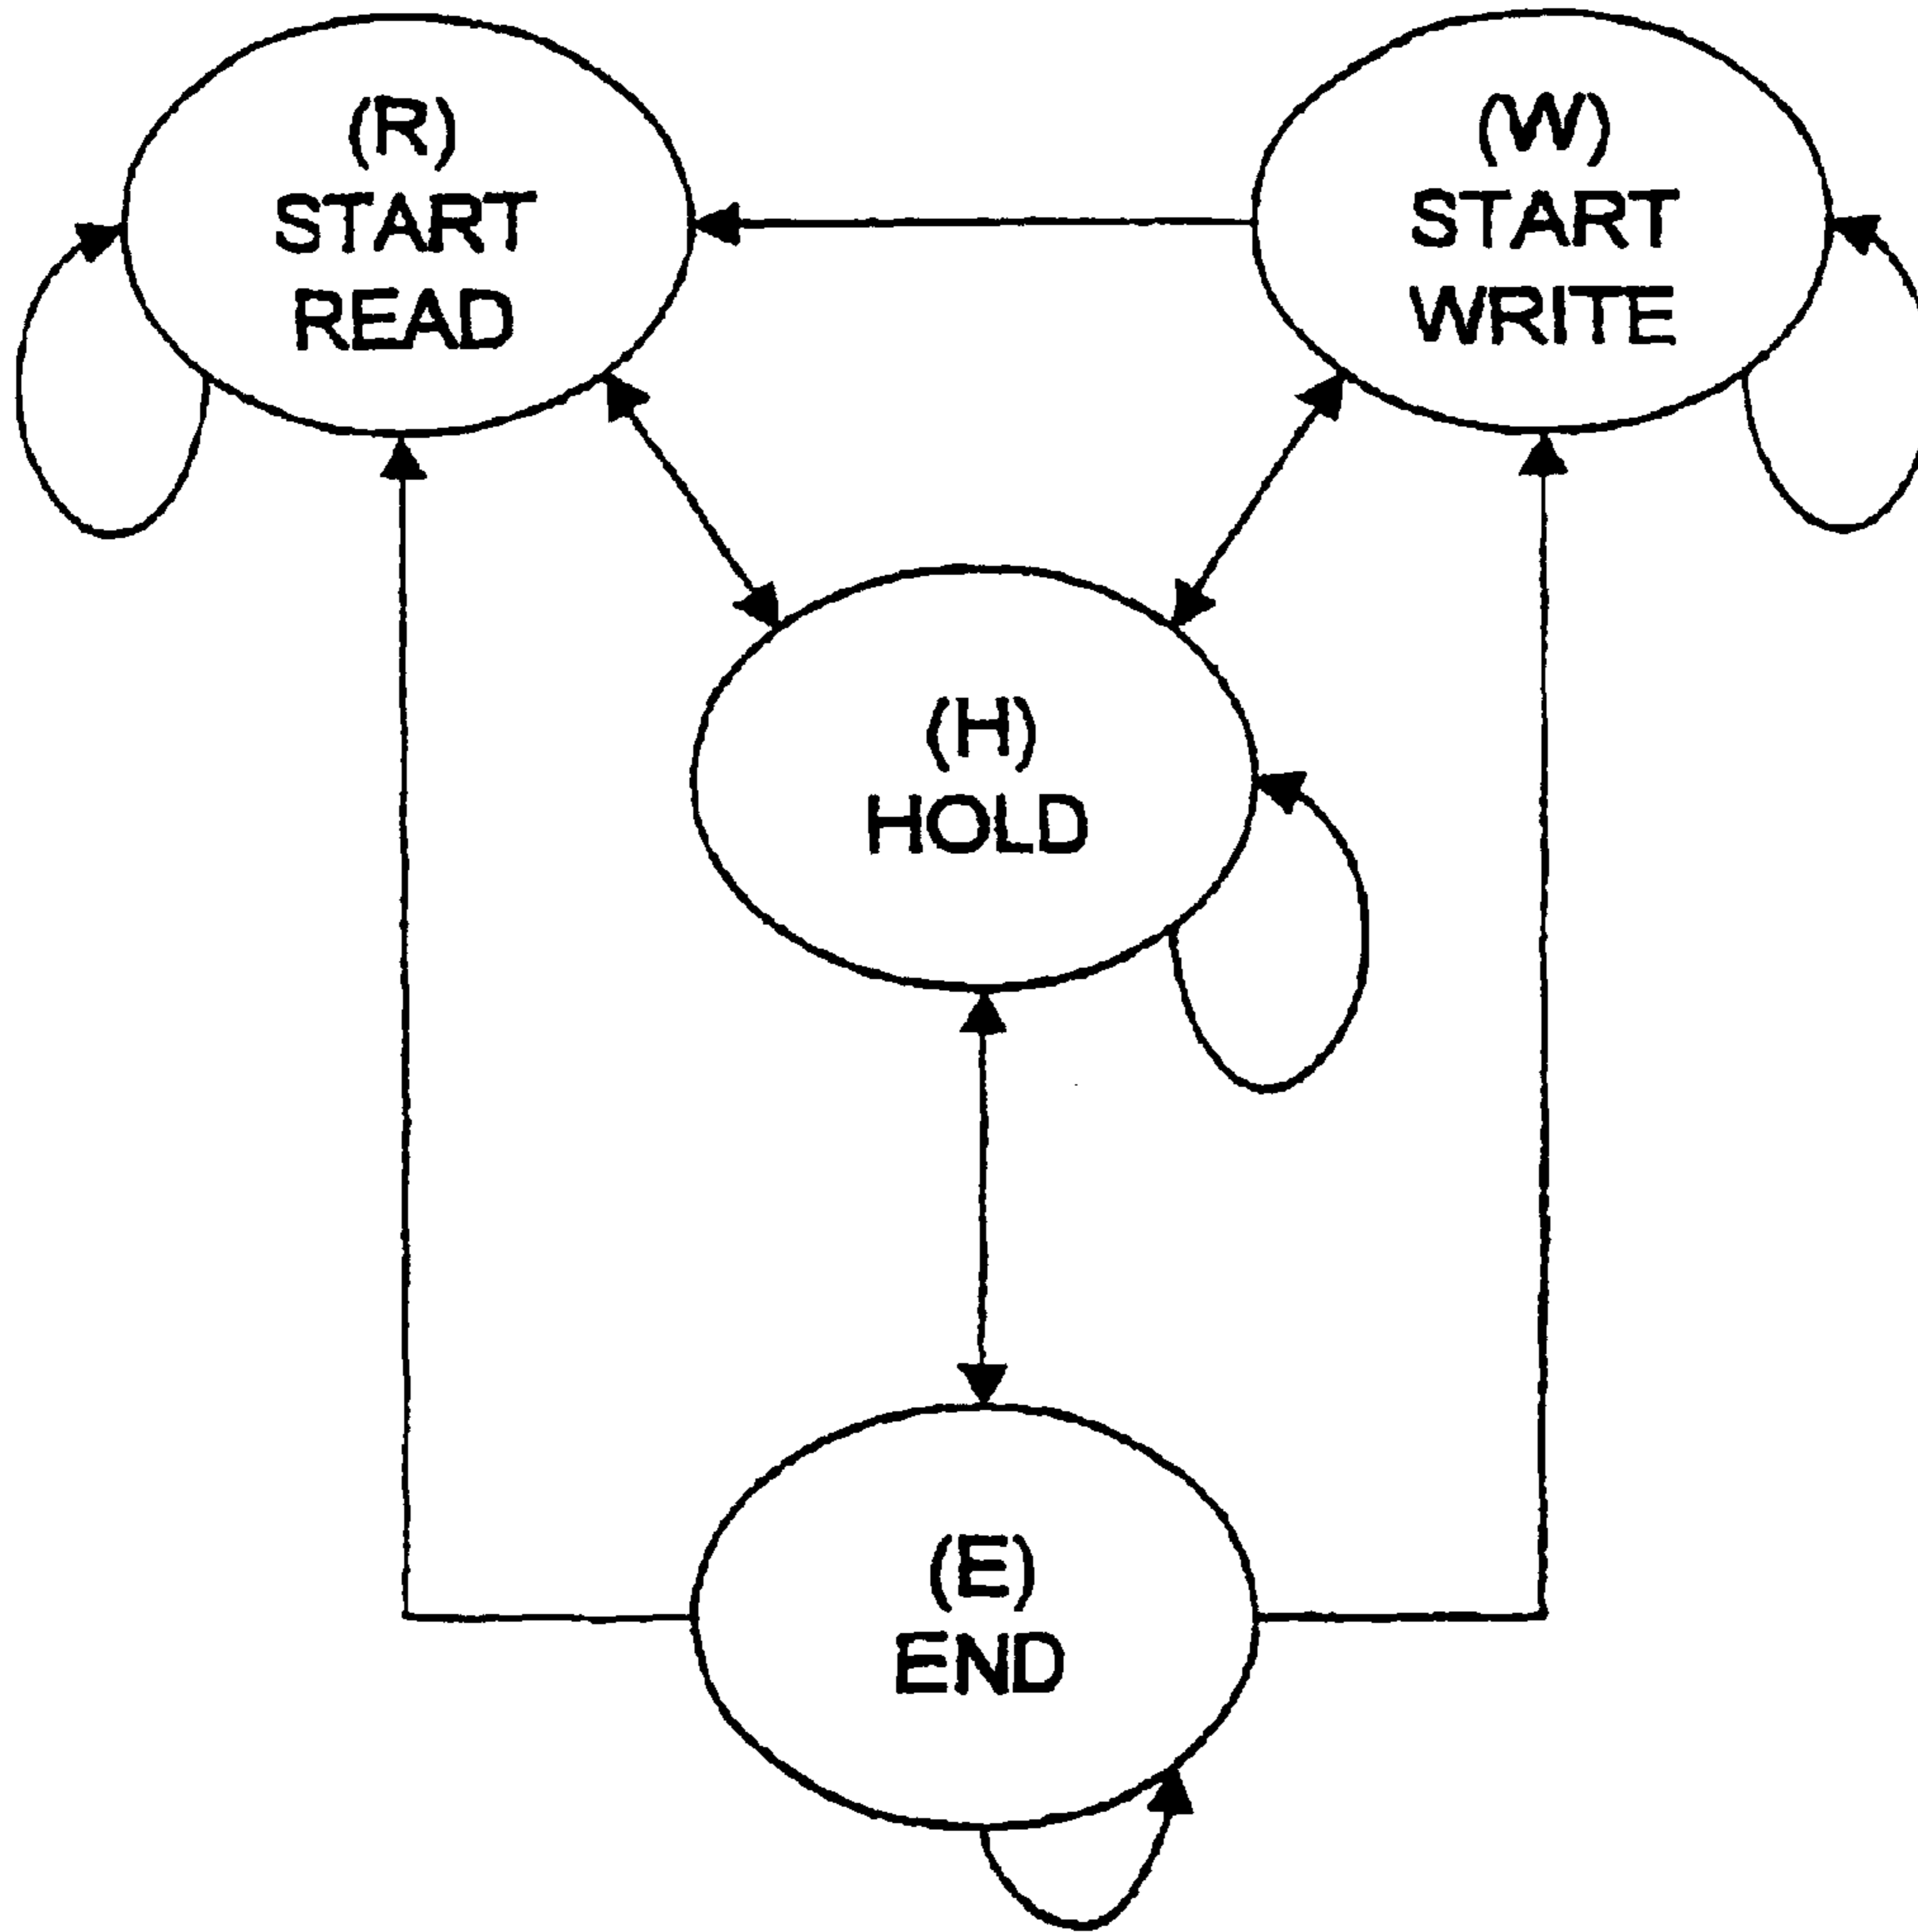 (R)
START
READ
(W)
START
WRITE
(H)
HOLD
(E)
END